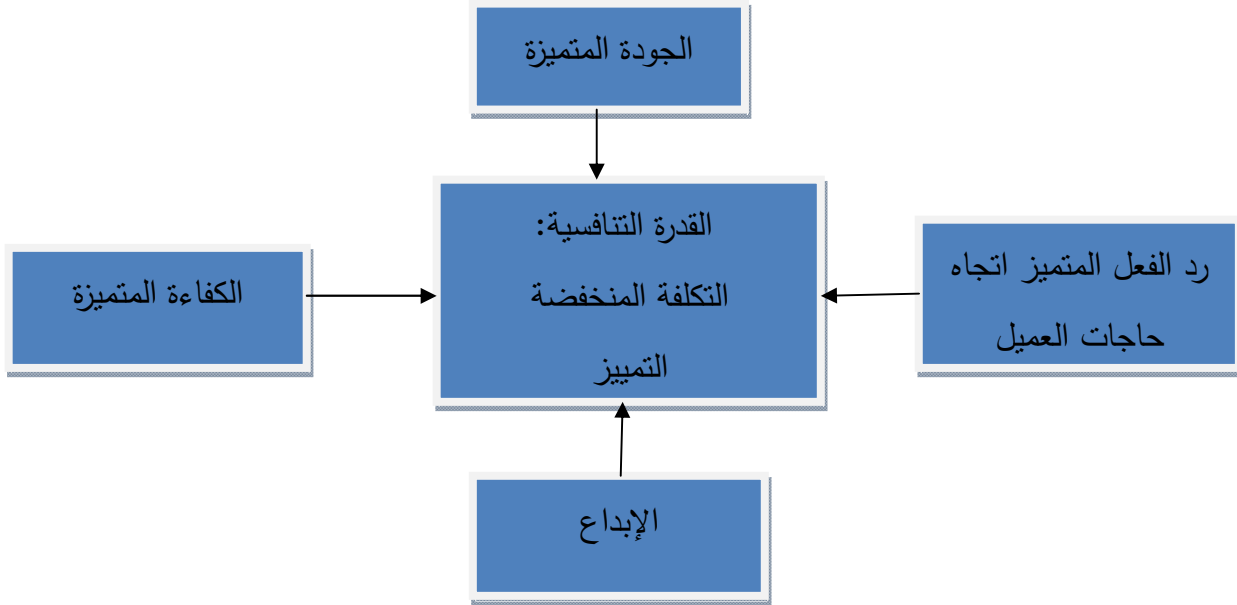 الجودة المتميزة
القدرة التنافسية:
التكلفة المنخفضة
التمييز
رد الفعل المتميز اتجاه
حاجات العميل
الكفاءة المتميزة
الإبداع